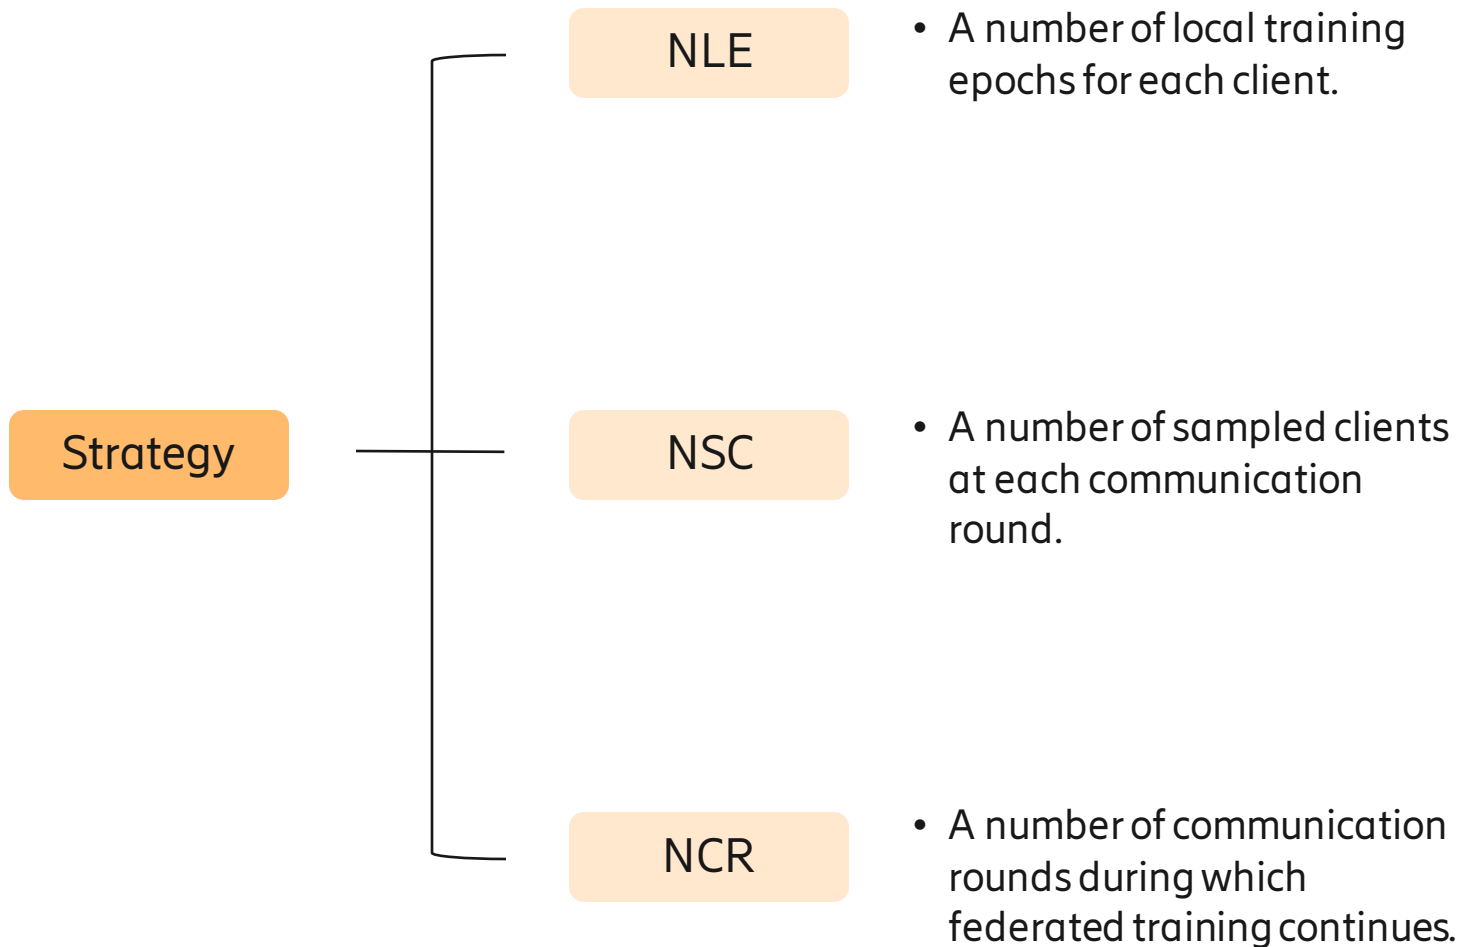 NLE
• A number of local training
epochs for each client.
Strategy
NSC
• A number of sampled clients
at each communication
round.
NCR
• A number of communication
rounds during which
federated training continues.